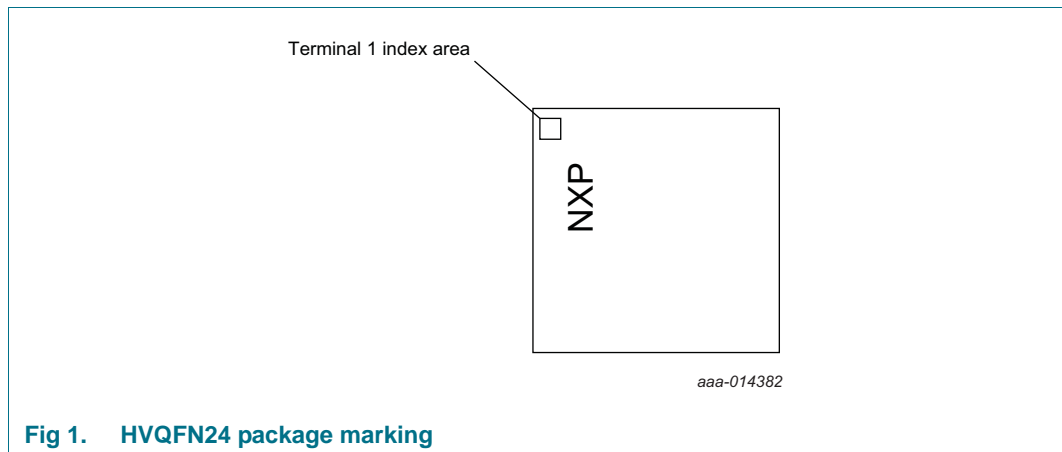 Terminal 1 index area
NXP
aaa-014382
Fig 1. HVQFN24 package marking